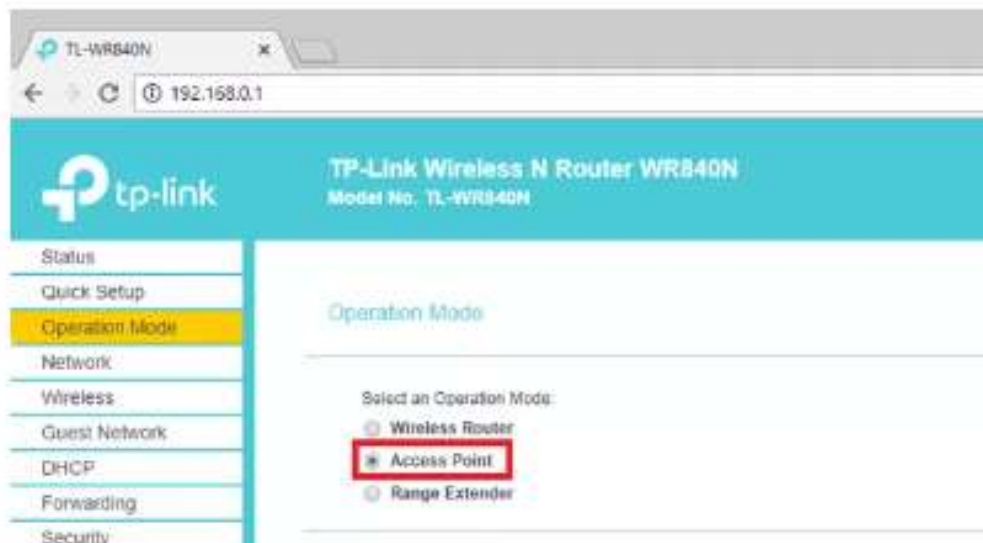 TL-WR840N
192.168.0.1
tp-link
TP-Link Wireless N Router WR840N
Model No. TL-WR840N
Status
Quick Setup
Operation Mode
Network
Wireless
Guest Network
DHCP
Forwarding
Security
Operation Mode
Select an Operation Mode:
Wireless Router
Access Point
Range Extender